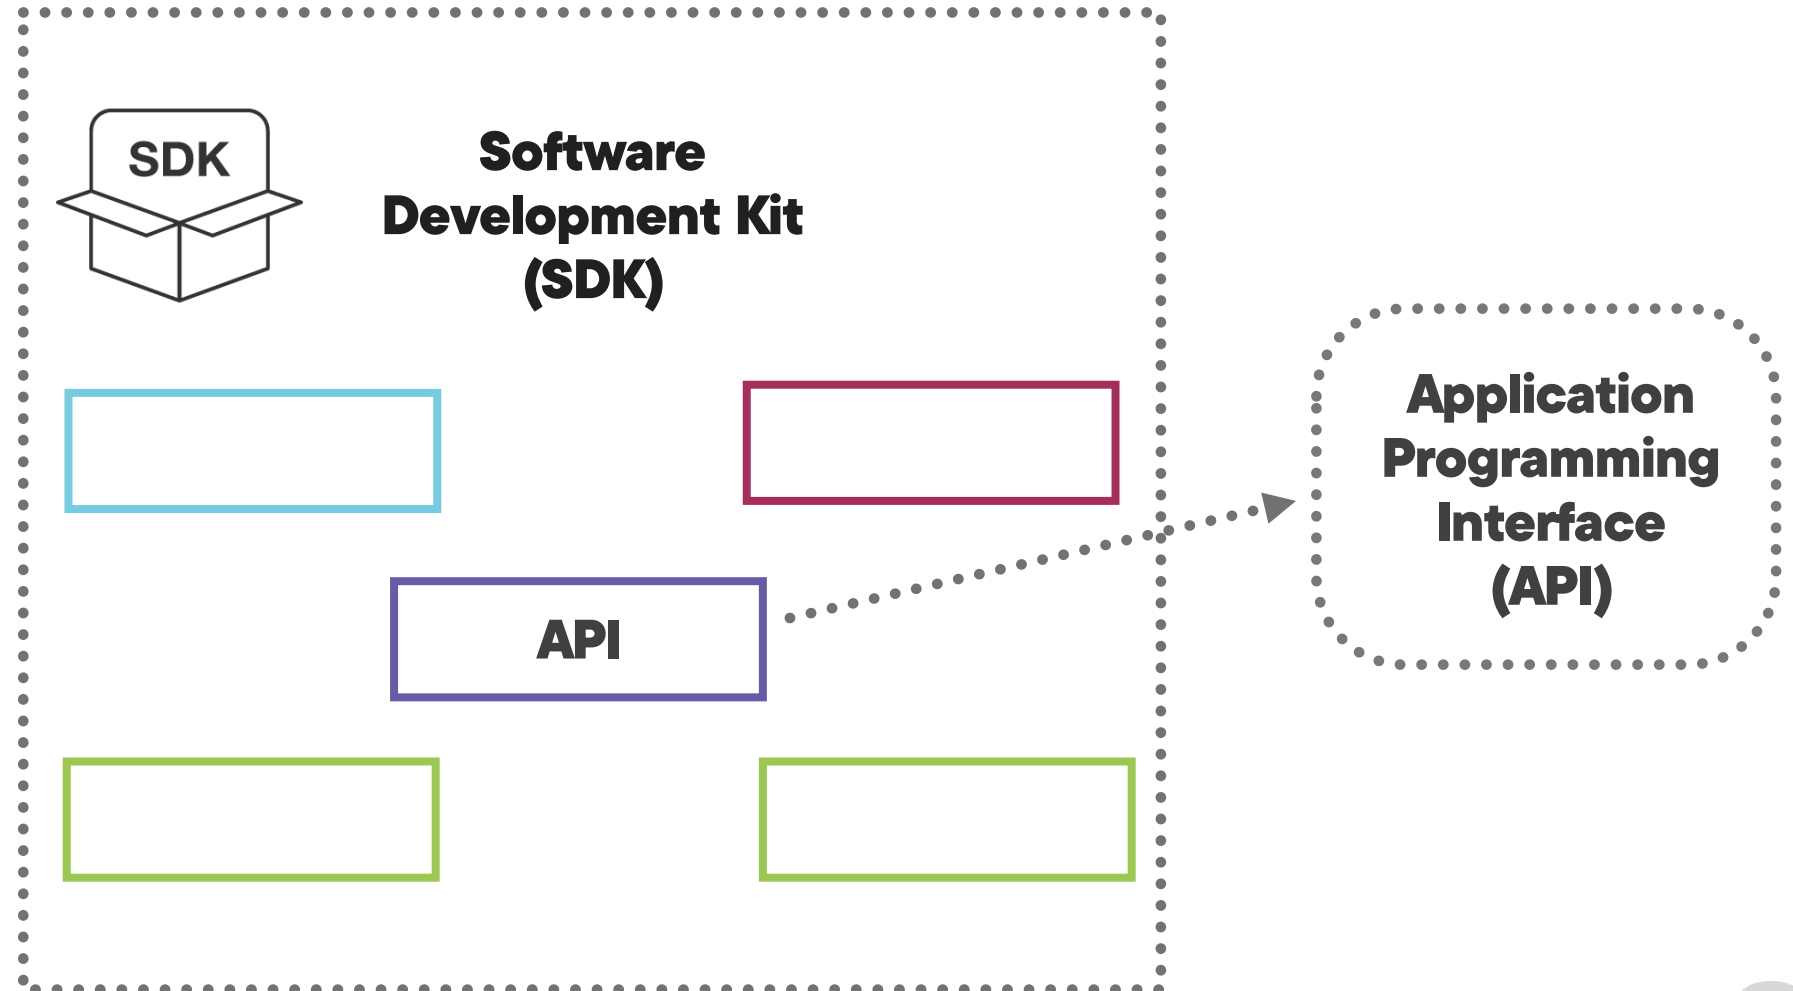 SDK
Software
Development Kit
(SDK)
Application
Programming
Interface
(API)
API